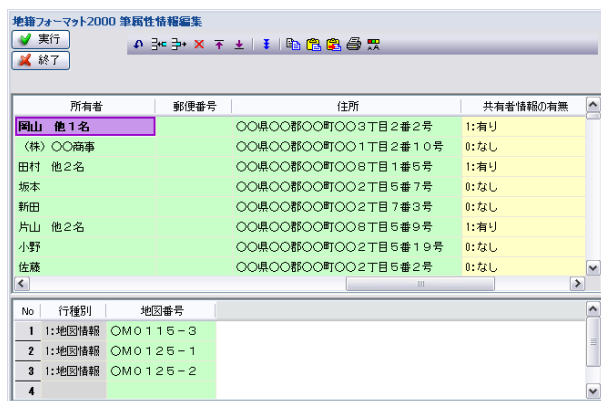 地籍フォーマット2000 筆属性情報編集
実行
終了
所有者 郵便番号 住所 共有者情報の有無
岡山 他1名 〇〇県〇〇郡〇〇町〇〇3丁目2番2号 1:有り
（株）〇〇商事 〇〇県〇〇郡〇〇町〇〇1丁目2番10号 0:なし
田村 他2名 〇〇県〇〇郡〇〇町〇〇8丁目1番5号 1:有り
坂本 〇〇県〇〇郡〇〇町〇〇2丁目5番7号 0:なし
新田 〇〇県〇〇郡〇〇町〇〇2丁目7番3号 0:なし
片山 他2名 〇〇県〇〇郡〇〇町〇〇8丁目5番9号 1:有り
小野 〇〇県〇〇郡〇〇町〇〇2丁目5番19号 0:なし
佐藤 〇〇県〇〇郡〇〇町〇〇2丁目5番2号 0:なし
No 行種別 地図番号
1 1:地図情報 OM0115-3
2 1:地図情報 OM0125-1
3 1:地図情報 OM0125-2
4